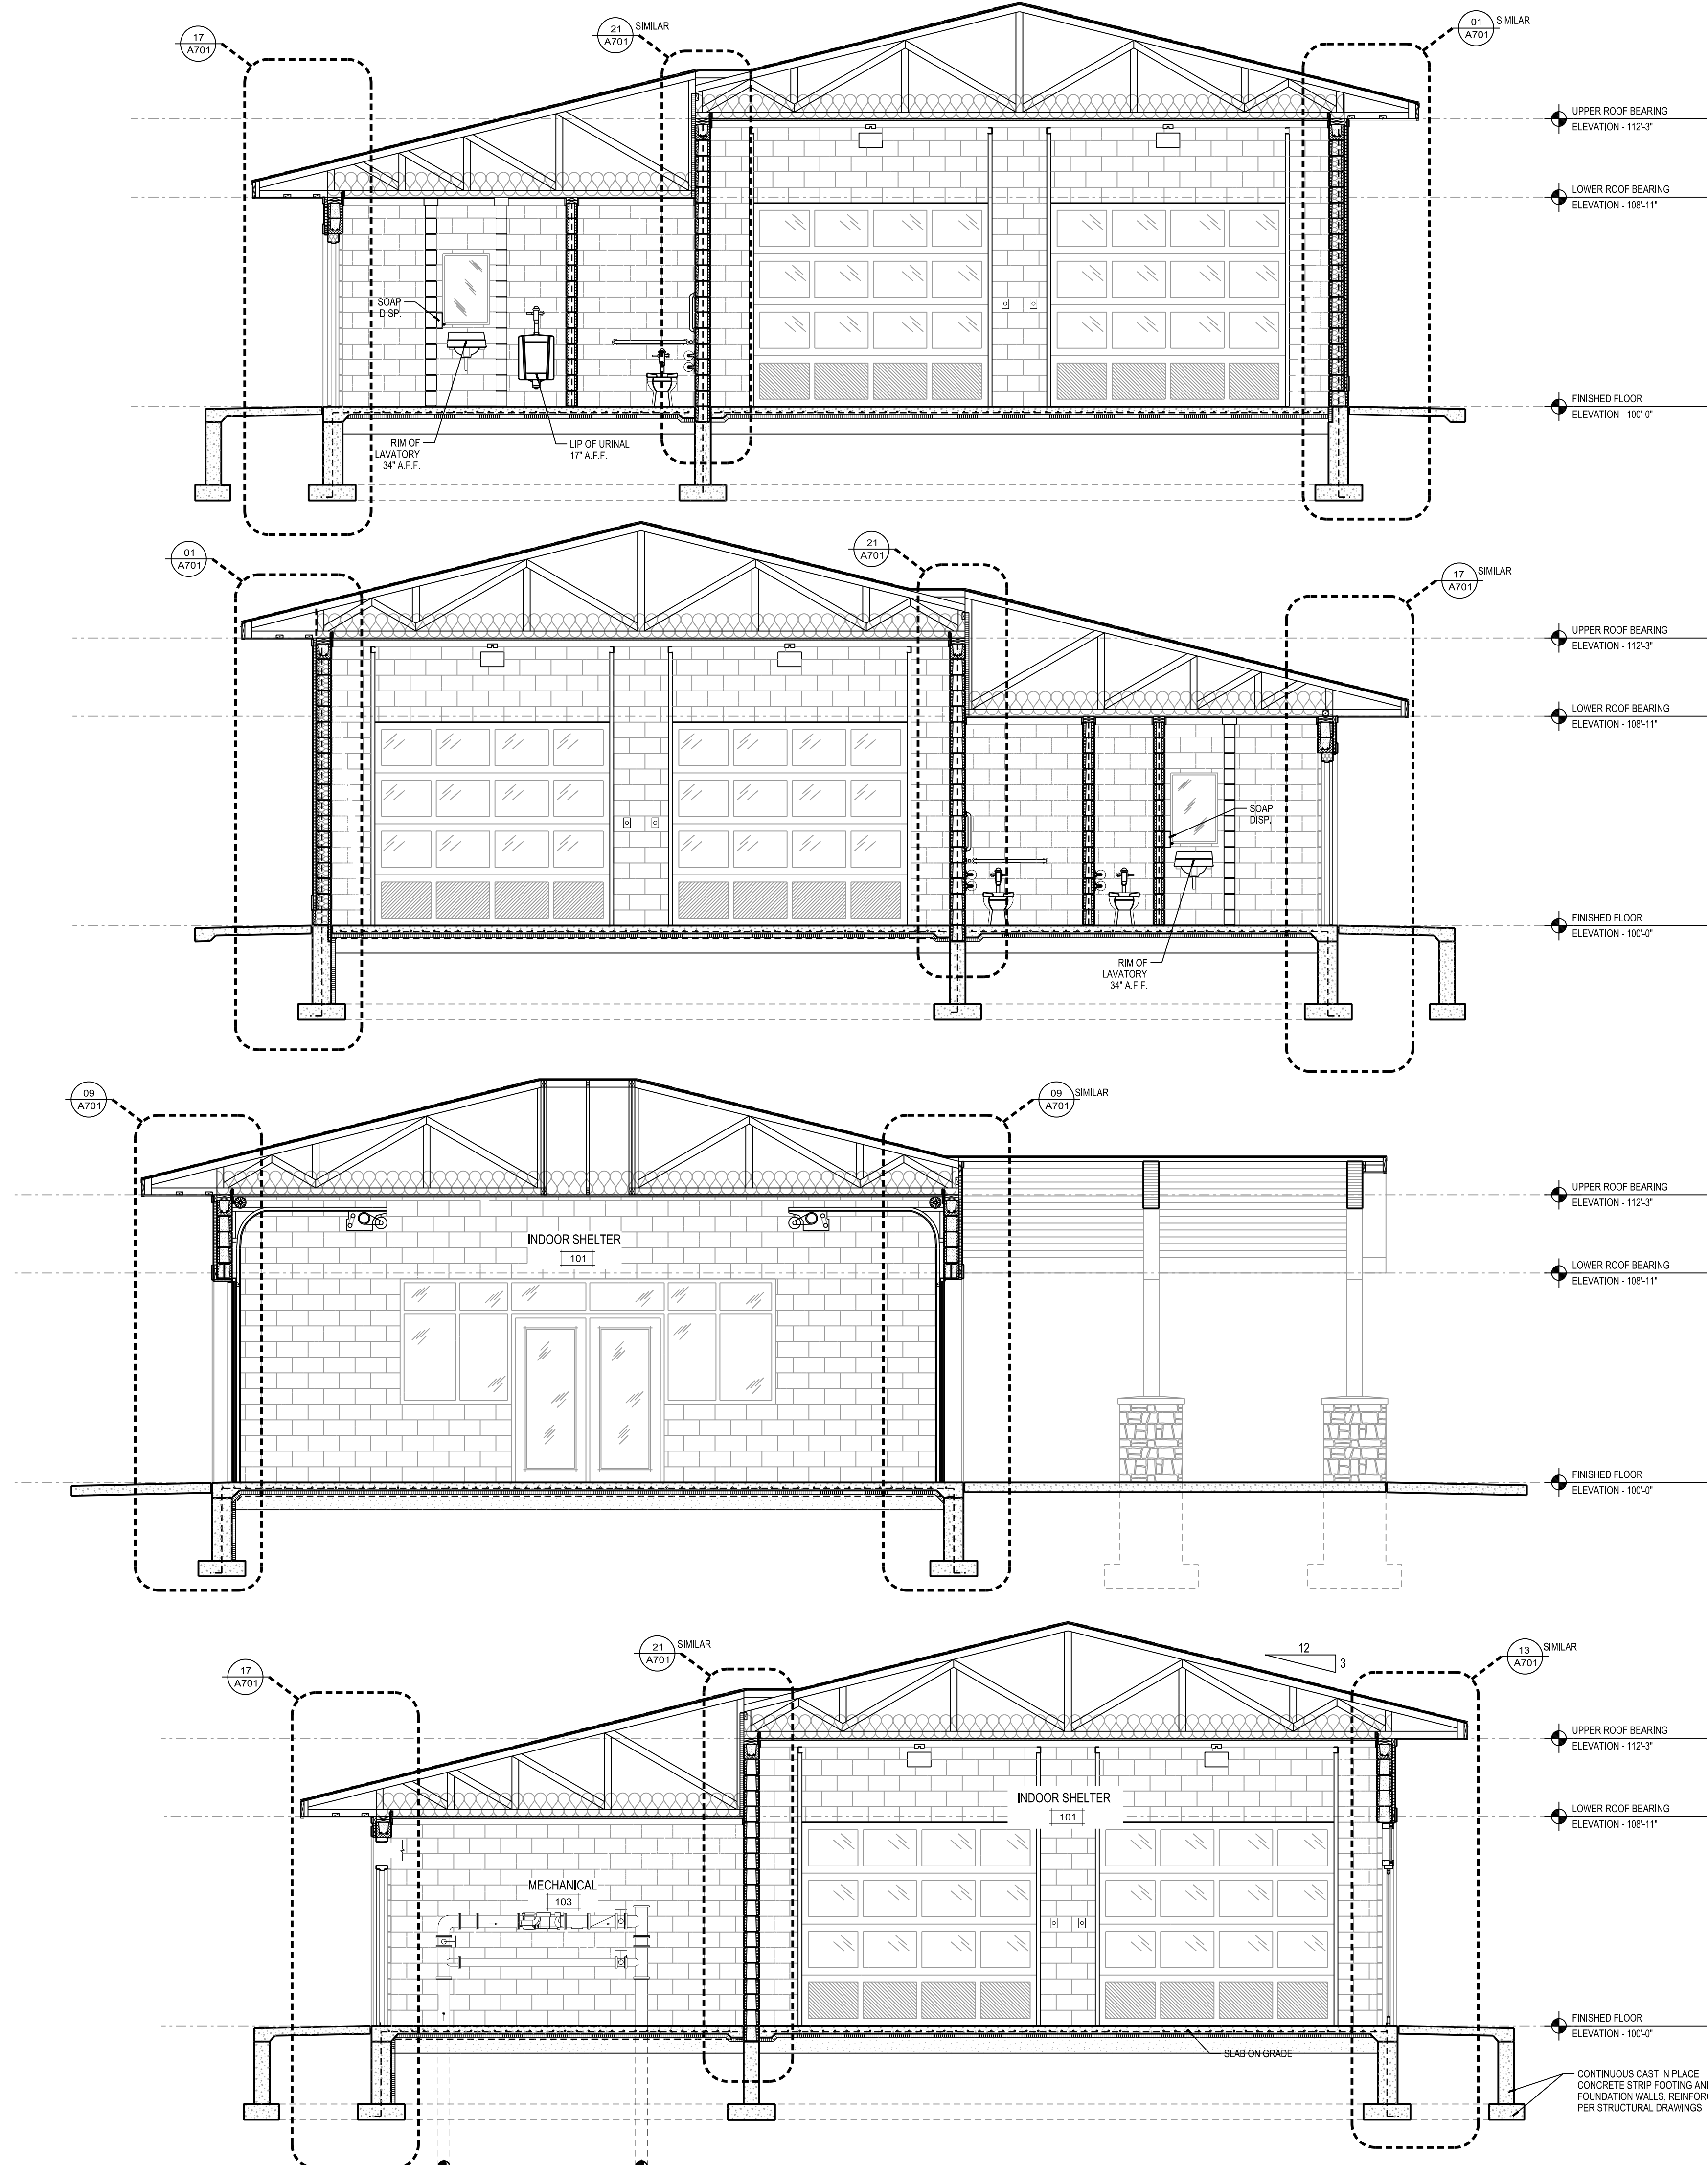 17
A701
21
A701
SIMILAR
01
A701
SIMILAR
UPPER ROOF BEARING
ELEVATION - 112'-3"
LOWER ROOF BEARING
ELEVATION - 108'-11"
SOAP
DISP.
FINISHED FLOOR
ELEVATION - 100'-0"
RIM OF
LAVATORY
34" A.F.F.
LIP OF URINAL
17" A.F.F.
01
A701
21
A701
17
A701
SIMILAR
UPPER ROOF BEARING
ELEVATION - 112'-3"
LOWER ROOF BEARING
ELEVATION - 108'-11"
SOAP
DISP.
FINISHED FLOOR
ELEVATION - 100'-0"
RIM OF
LAVATORY
34" A.F.F.
09
A701
09
A701
SIMILAR
UPPER ROOF BEARING
ELEVATION - 112'-3"
INDOOR SHELTER
101
LOWER ROOF BEARING
ELEVATION - 108'-11"
FINISHED FLOOR
ELEVATION - 100'-0"
17
A701
21
A701
SIMILAR
12
3
13
A701
SIMILAR
UPPER ROOF BEARING
ELEVATION - 112'-3"
INDOOR SHELTER
101
LOWER ROOF BEARING
ELEVATION - 108'-11"
MECHANICAL
103
FINISHED FLOOR
ELEVATION - 100'-0"
SLAB ON GRADE
CONTINUOUS CAST IN PLACE
CONCRETE STRIP FOOTING AN
FOUNDATION WALLS, REINFOR
PER STRUCTURAL DRAWINGS